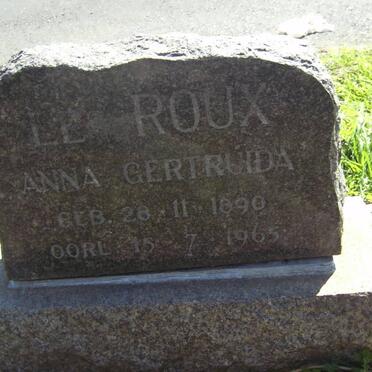 LE ROUX
ANNA GERTRUIDA
GEB. 28 11 1890
OORL. 15 7 1965